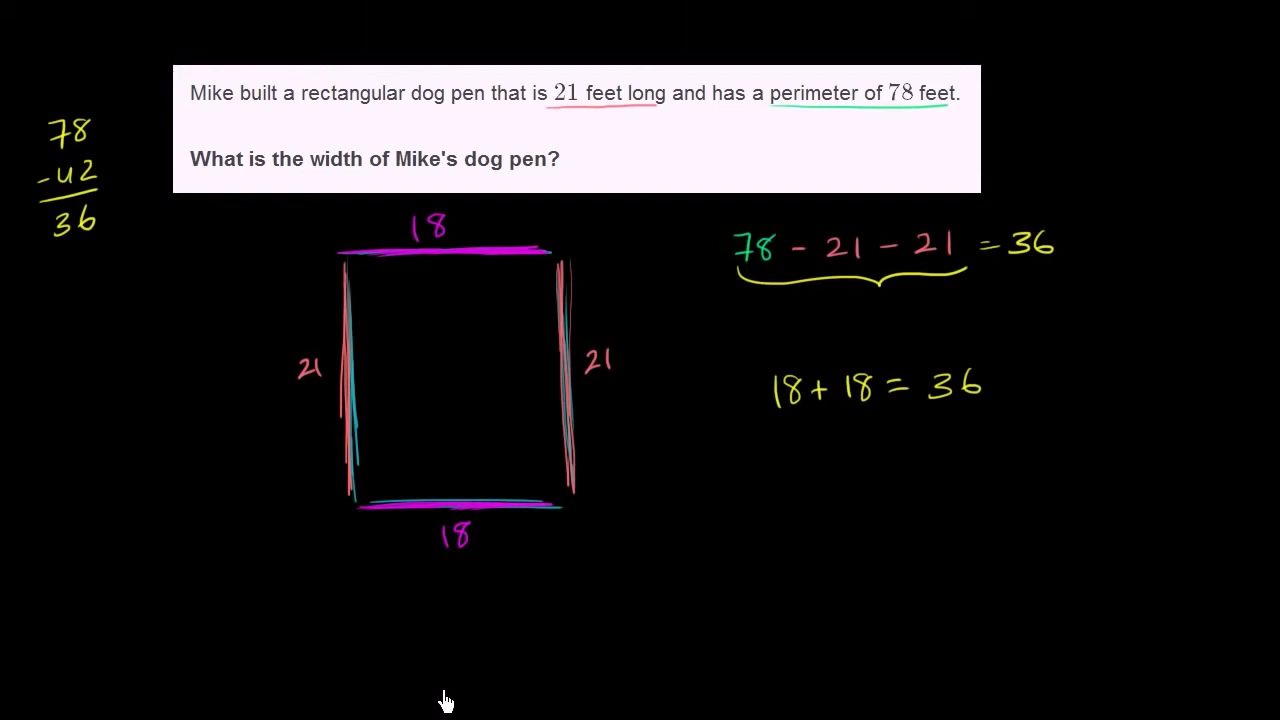 Mike built a rectangular dog pen that is 21 feet long and has a perimeter of 78 feet.
What is the width of Mike's dog pen?
78
-42
36
18
78 - 21 - 21 = 36
21
21
18 + 18 = 36
18